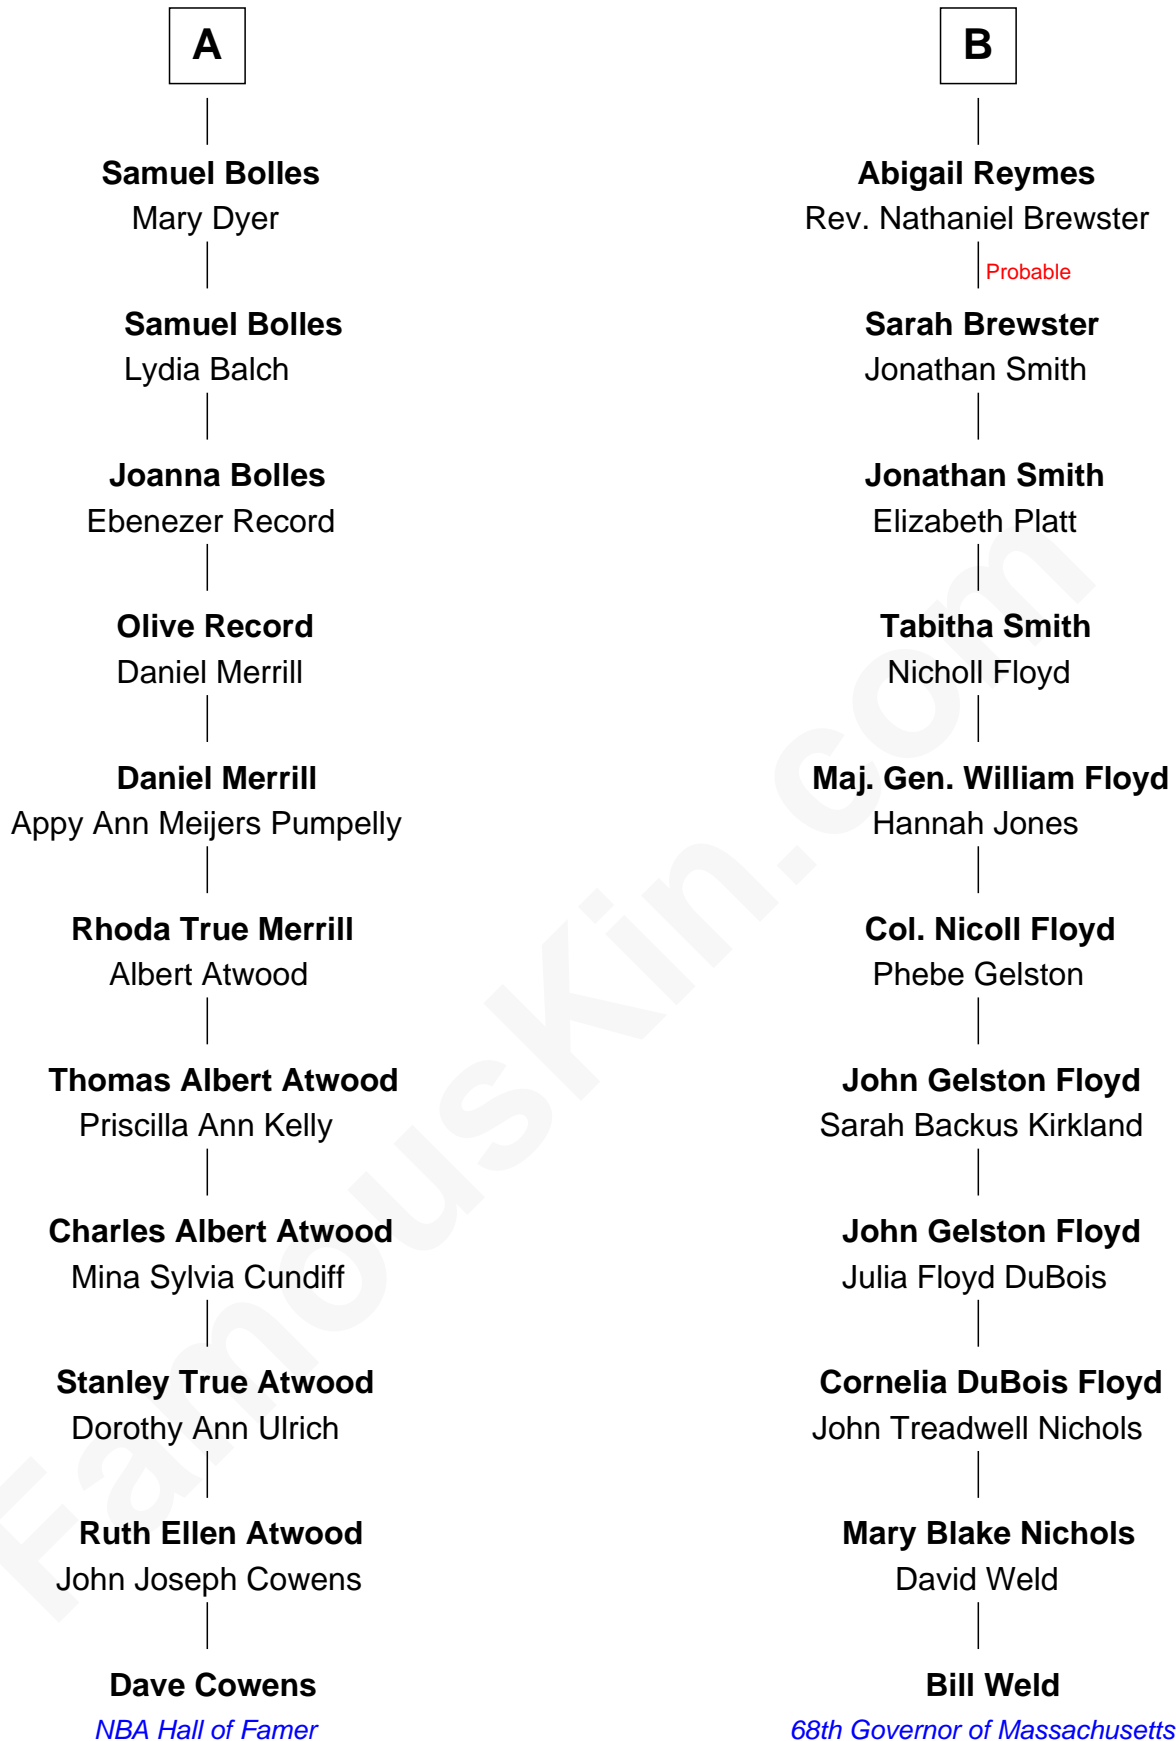 A
Samuel Bolles
Mary Dyer
Samuel Bolles
Lydia Balch
Joanna Bolles
Ebenezer Record
Olive Record
Daniel Merrill
Daniel Merrill
Appy Ann Meijers Pumpelly
Rhoda True Merrill
Albert Atwood
Thomas Albert Atwood
Priscilla Ann Kelly
Charles Albert Atwood
Mina Sylvia Cundiff
Stanley True Atwood
Dorothy Ann Ulrich
Ruth Ellen Atwood
John Joseph Cowens
Dave Cowens
NBA Hall of Famer
B
Abigail Reymes
Rev. Nathaniel Brewster
Probable
Sarah Brewster
Jonathan Smith
Jonathan Smith
Elizabeth Platt
Tabitha Smith
Nicholl Floyd
Maj. Gen. William Floyd
Hannah Jones
Col. Nicoll Floyd
Phebe Gelston
John Gelston Floyd
Sarah Backus Kirkland
John Gelston Floyd
Julia Floyd DuBois
Cornelia DuBois Floyd
John Treadwell Nichols
Mary Blake Nichols
David Weld
Bill Weld
68th Governor of Massachusetts
FamousKin.com